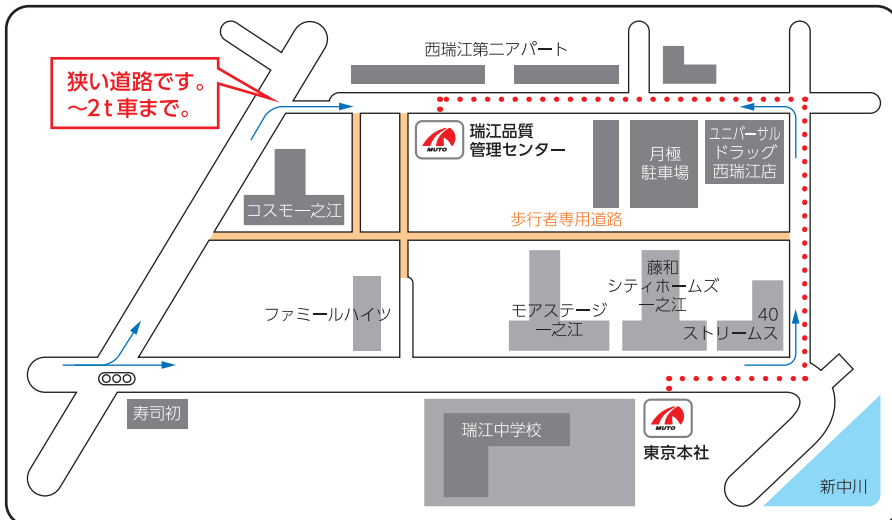 西瑞江第二アパート
狭い道路です。
〜2t車まで。
MUTO
瑞江品質
管理センター
月極
駐車場
ユニバーサル
ドラッグ
西瑞江店
コスモ一之江
歩行者専用道路
ファミールハイツ
モアステージ
一之江
藤和
シティホームズ
一之江
40
ストリームス
寿司初
瑞江中学校
MUTO
東京本社
新中川